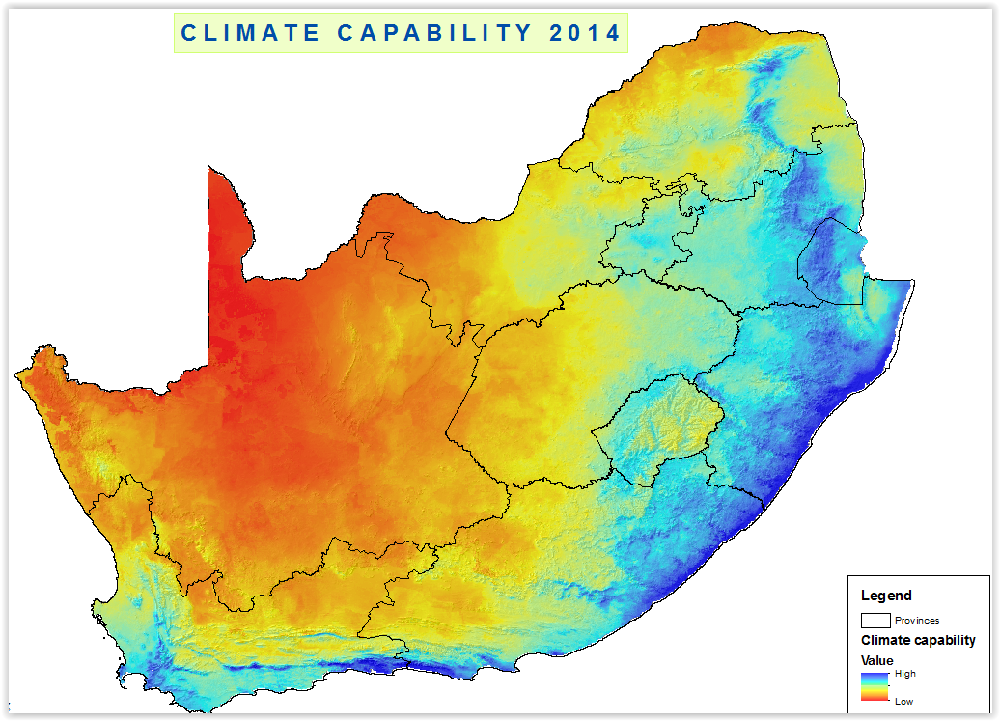 CLIMATE CAPABILITY 2014
Legend
Provinces
Climate capability
Value
High
Low